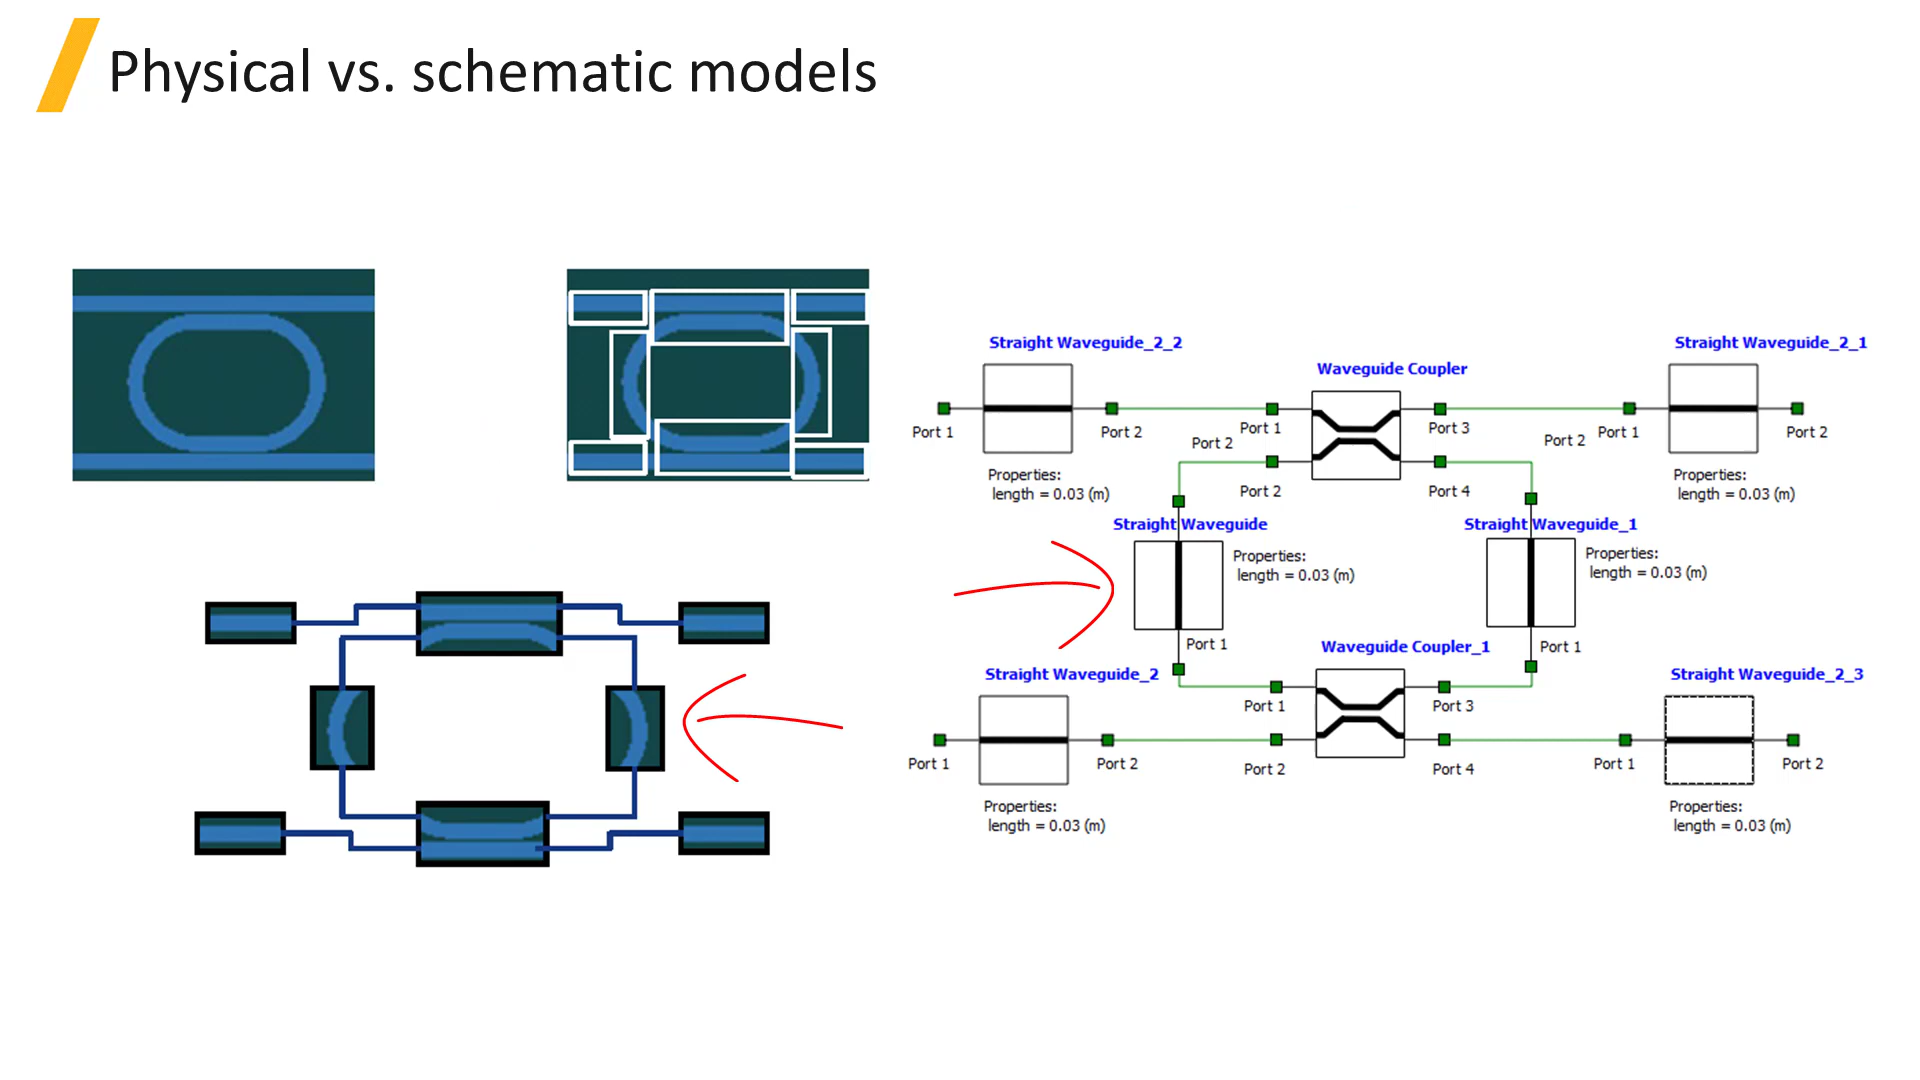 Physical vs. schematic models
Straight Waveguide_2_2
Straight Waveguide_2_1
Waveguide Coupler
Port 1
Port 2
Port 1
Port 3
Port 1
Port 2
Port 2
Port 2
Properties:
length = 0.03 (m)
Port 2
Port 4
Properties:
length = 0.03 (m)
Straight Waveguide
Straight Waveguide_1
Properties:
length = 0.03 (m)
Properties:
length = 0.03 (m)
Port 1
Port 1
Waveguide Coupler_1
Straight Waveguide_2
Straight Waveguide_2_3
Port 1
Port 3
Port 1
Port 2
Port 2
Port 4
Port 1
Port 2
Properties:
length = 0.03 (m)
Properties:
length = 0.03 (m)